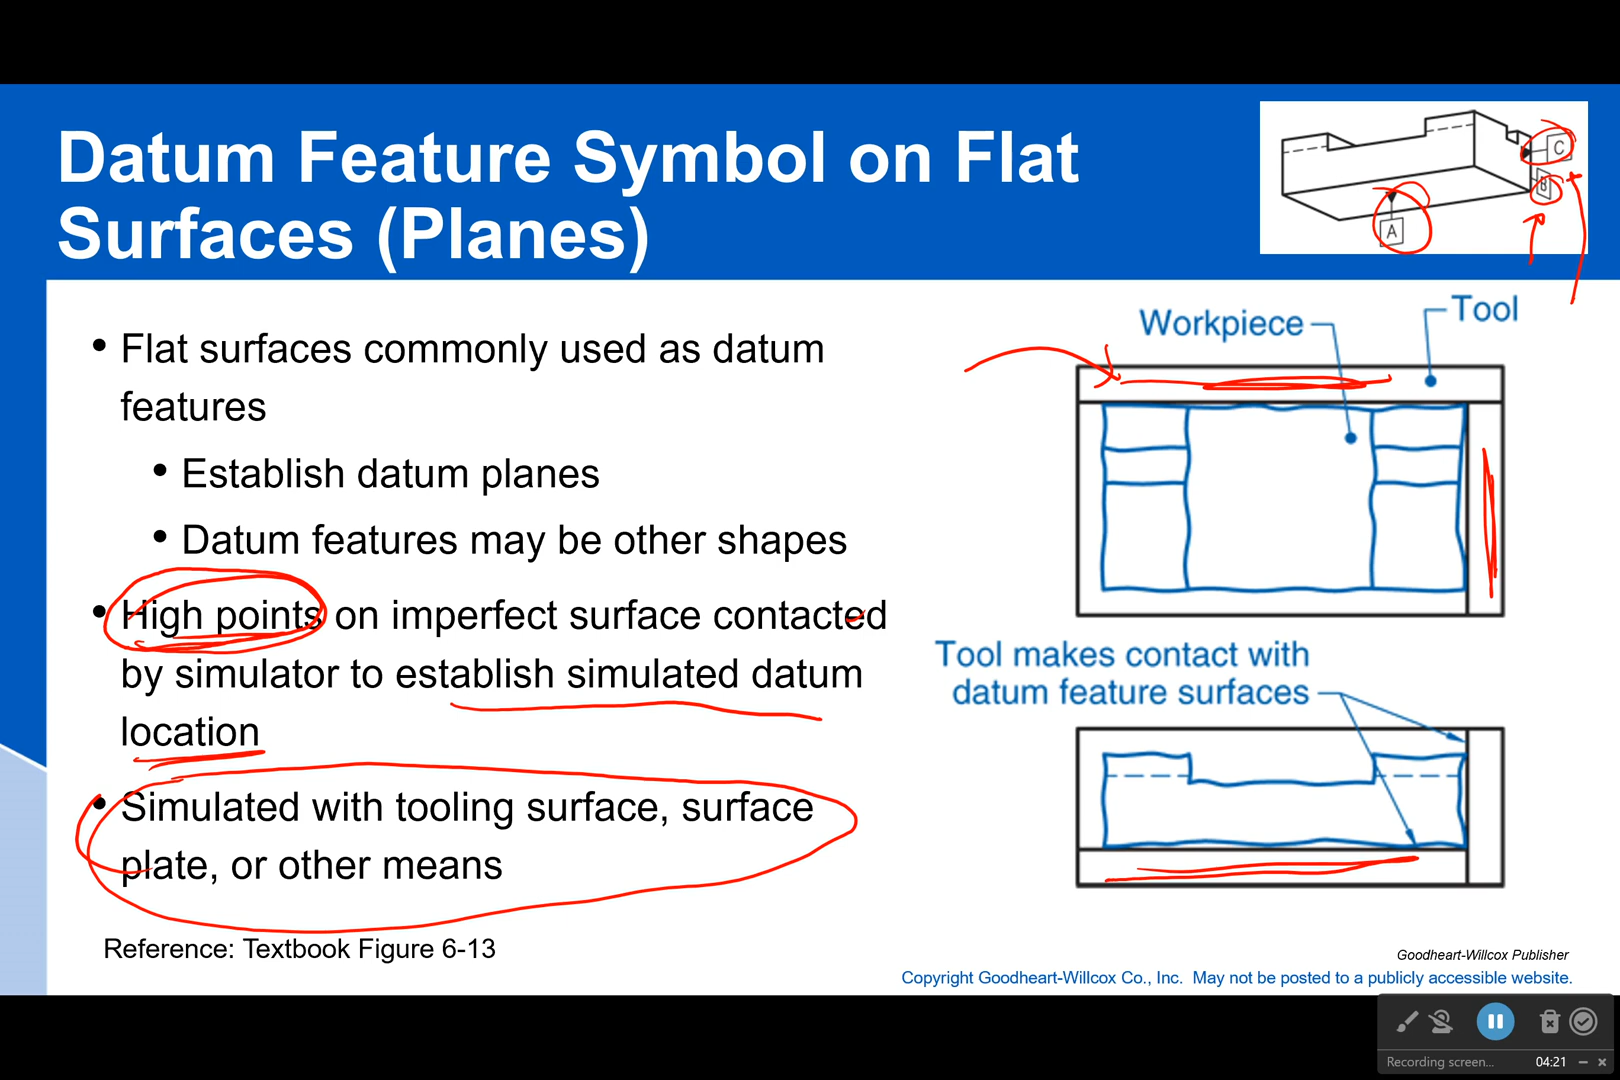 Datum Feature Symbol on Flat
Surfaces (Planes)
C
B
A
• Flat surfaces commonly used as datum
features
• Establish datum planes
• Datum features may be other shapes
• High points on imperfect surface contacted
by simulator to establish simulated datum
location
• Simulated with tooling surface, surface
plate, or other means
Reference: Textbook Figure 6-13
Workpiece
Tool
Tool makes contact with
datum feature surfaces
Goodheart-Willcox Publisher
Copyright Goodheart-Willcox Co., Inc. May not be posted to a publicly accessible website.
Recording screen... 04:21